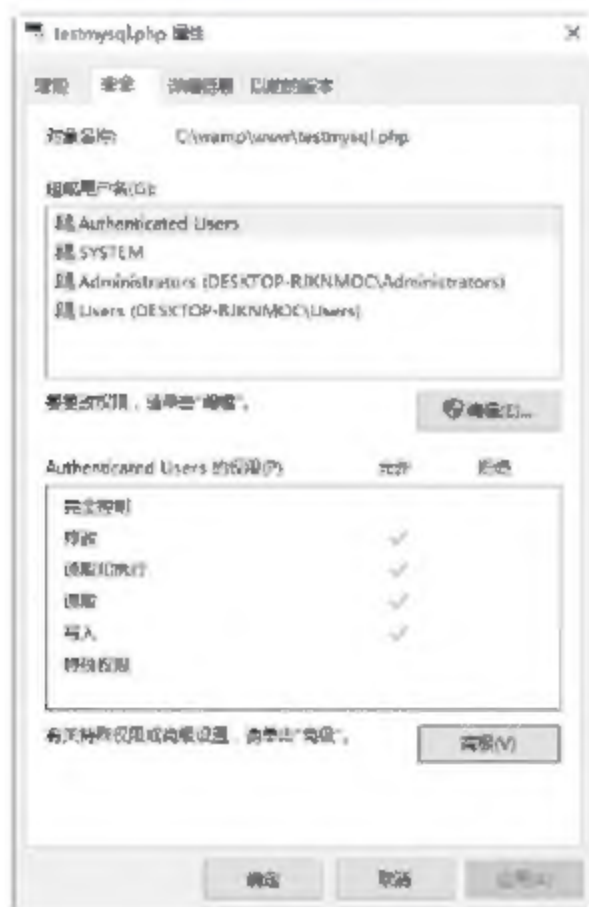 testmysql.php 属性
常规 安全 详细信息 以前的版本
对象名称: C:\wamp\www\testmysql.php
组或用户名(G):
Authenticated Users
SYSTEM
Administrators (DESKTOP-RJKNMOC\Administrators)
Users (DESKTOP-RJKNMOC\Users)
要更改权限，请单击"编辑"。 编辑(E)...
Authenticated Users 的权限(P) 允许 拒绝
完全控制
修改
读取和执行
读取
写入
特殊权限
有关特殊权限或高级设置，请单击"高级"。 高级(V)
确定 取消 应用(A)